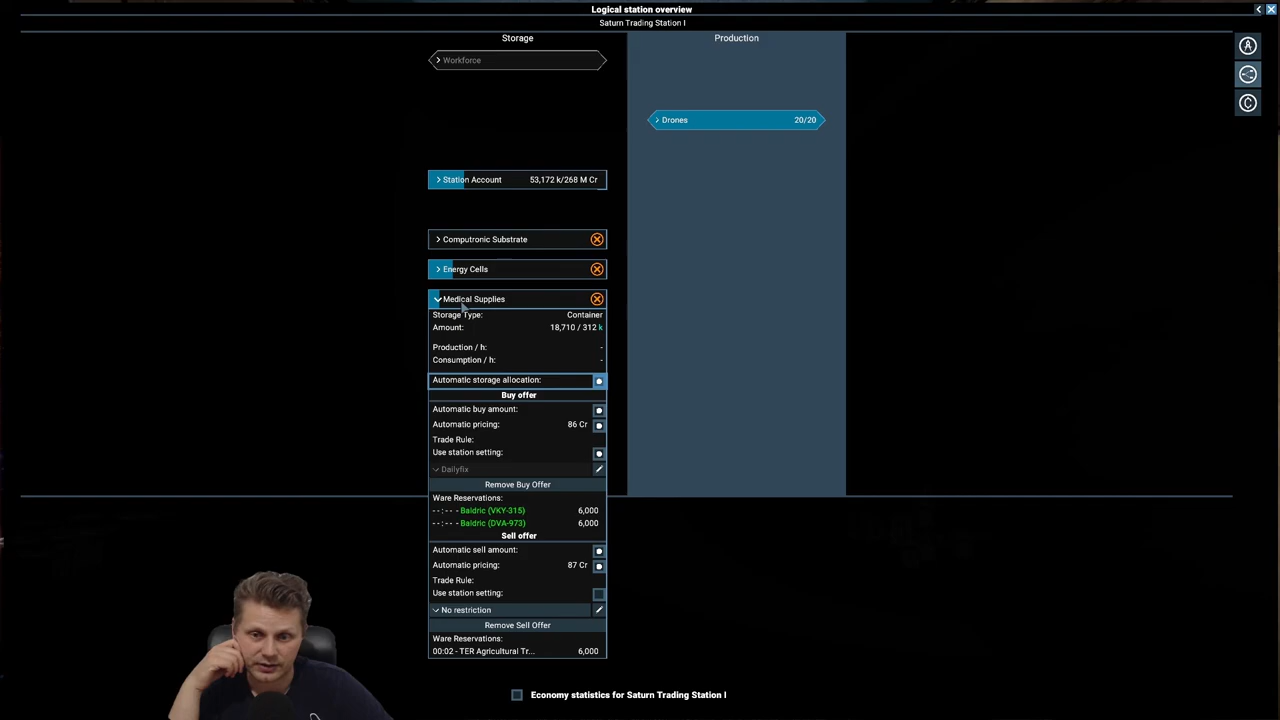 Logical station overview
Saturn Trading Station I
Storage
Production
Workforce
Drones 20/20
Station Account 53,172 k/268 M Cr
Computronic Substrate
Energy Cells
Medical Supplies
Storage Type: Container
Amount: 18,710 / 312 k
Production / h: -
Consumption / h: -
Automatic storage allocation:
Buy offer
Automatic buy amount:
Automatic pricing: 86 Cr
Trade Rule:
Use station setting:
Dailyfix
Remove Buy Offer
Ware Reservations:
--:-- - Baldric (VKY-315) 6,000
--:-- - Baldric (DVA-973) 6,000
Sell offer
Automatic sell amount:
Automatic pricing: 87 Cr
Trade Rule:
Use station setting:
No restriction
Remove Sell Offer
Ware Reservations:
00:02 - TER Agricultural Tr... 6,000
Economy statistics for Saturn Trading Station I